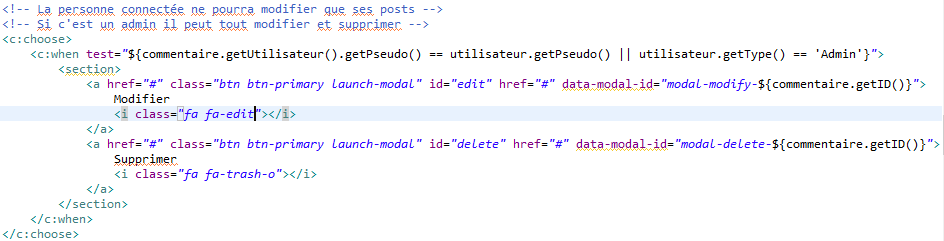 <!-- La personne connectée ne pourra modifier que ses posts -->
<!-- Si c'est un admin il peut tout modifier et supprimer -->
<c:choose>
<c:when test="${commentaire.getUtilisateur().getPseudo() == utilisateur.getPseudo() || utilisateur.getType() == 'Admin'}">
<section>
<a href="#" class="btn btn-primary launch-modal" id="edit" href="#" data-modal-id="modal-modify-${commentaire.getID()}">
Modifier
<i class="fa fa-edit"></i>
</a>
<a href="#" class="btn btn-primary launch-modal" id="delete" href="#" data-modal-id="modal-delete-${commentaire.getID()}">
Supprimer
<i class="fa fa-trash-o"></i>
</a>
</section>
</c:when>
</c:choose>